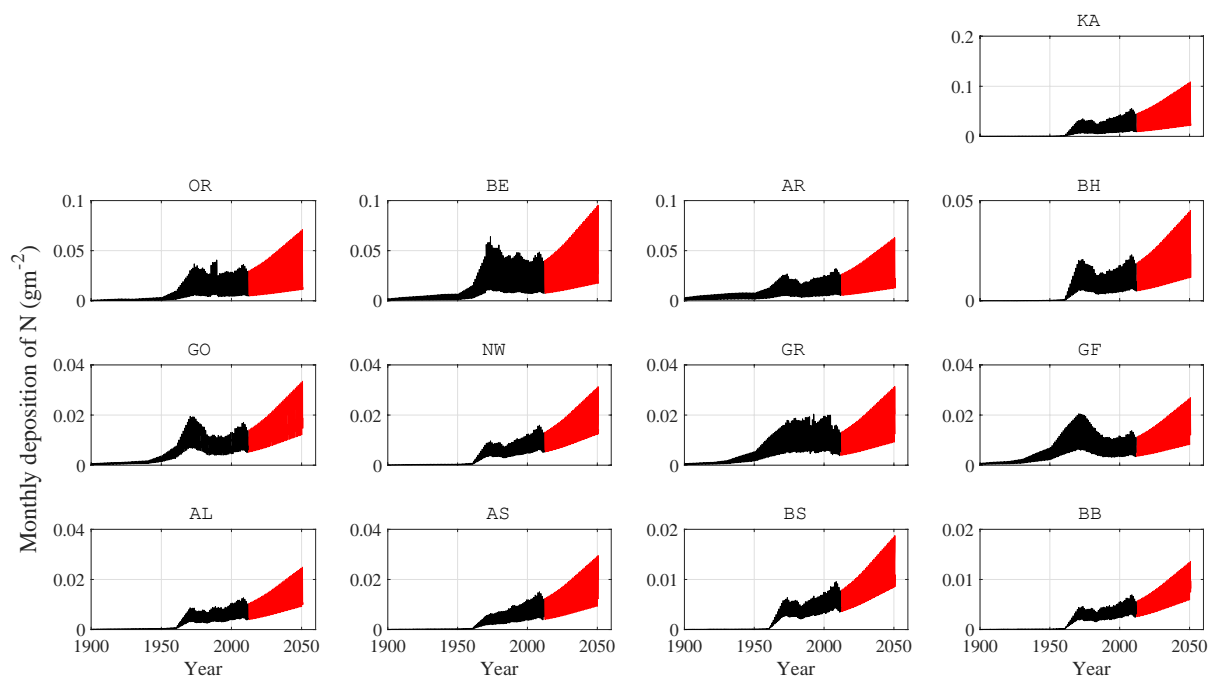 KA
0.2
0.1
0
1900 1950 2000 2050
OR BE AR BH
0.1 0.1 0.1 0.05
0.05 0.05 0.05
0 0 0 0
Monthly deposition of N (gm⁻²)
GO NW GR GF
0.04 0.04 0.04 0.04
0.02 0.02 0.02 0.02
0 0 0 0
AL AS BS BB
0.04 0.04 0.02 0.02
0.02 0.02 0.01 0.01
0 0 0 0
1900 1950 2000 2050 1900 1950 2000 2050 1900 1950 2000 2050 1900 1950 2000 2050
Year Year Year Year